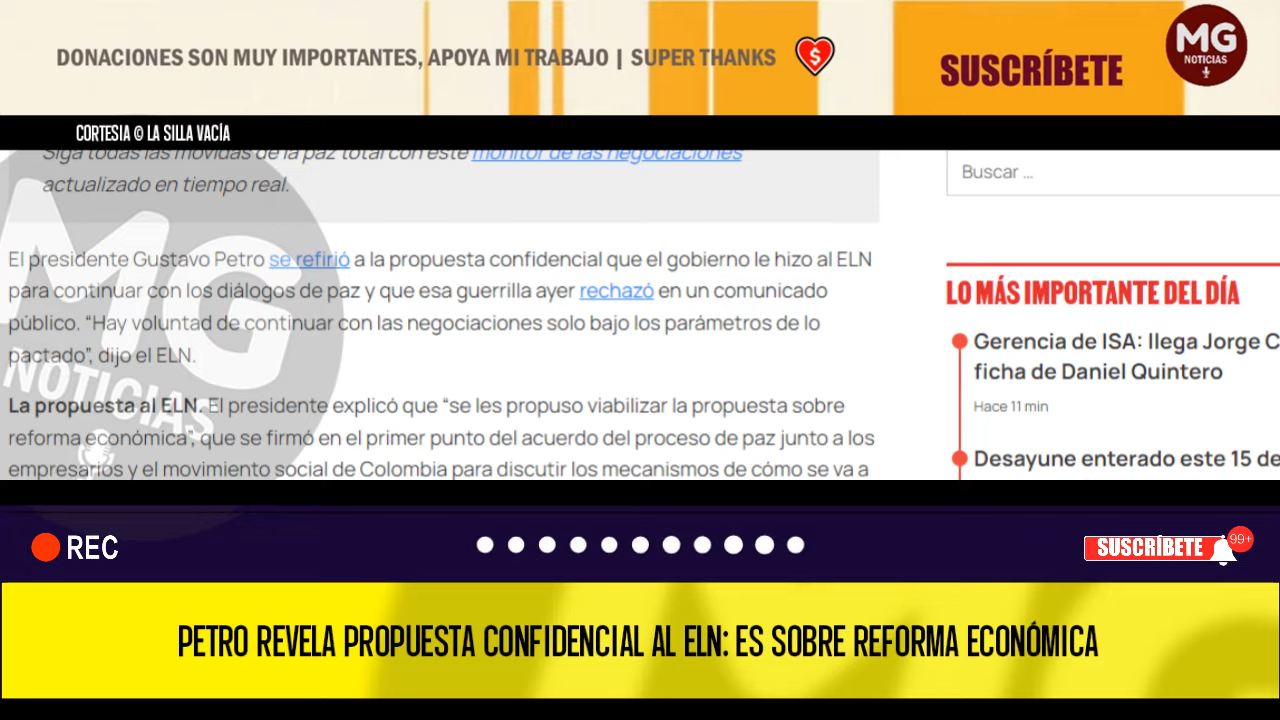 DONACIONES SON MUY IMPORTANTES, APOYA MI TRABAJO | SUPER THANKS
$
SUSCRÍBETE
MG
NOTICIAS
CORTESIA © LA SILLA VACÍA
Siga todas las movidas de la paz total con este monitor de las negociaciones
actualizado en tiempo real.
El presidente Gustavo Petro se refirió a la propuesta confidencial que el gobierno le hizo al ELN
para continuar con los diálogos de paz y que esa guerrilla ayer rechazó en un comunicado
público. “Hay voluntad de continuar con las negociaciones solo bajo los parámetros de lo
pactado”, dijo el ELN.
La propuesta al ELN. El presidente explicó que “se les propuso viabilizar la propuesta sobre
reforma económica”, que se firmó en el primer punto del acuerdo del proceso de paz junto a los
empresarios y el movimiento social de Colombia para discutir los mecanismos de cómo se va a
MG
NOTICIAS
Buscar ...
LO MÁS IMPORTANTE DEL DÍA
Gerencia de ISA: llega Jorge C
ficha de Daniel Quintero
Hace 11 min
Desayune enterado este 15 de
REC
SUSCRÍBETE
99+
PETRO REVELA PROPUESTA CONFIDENCIAL AL ELN: ES SOBRE REFORMA ECONÓMICA